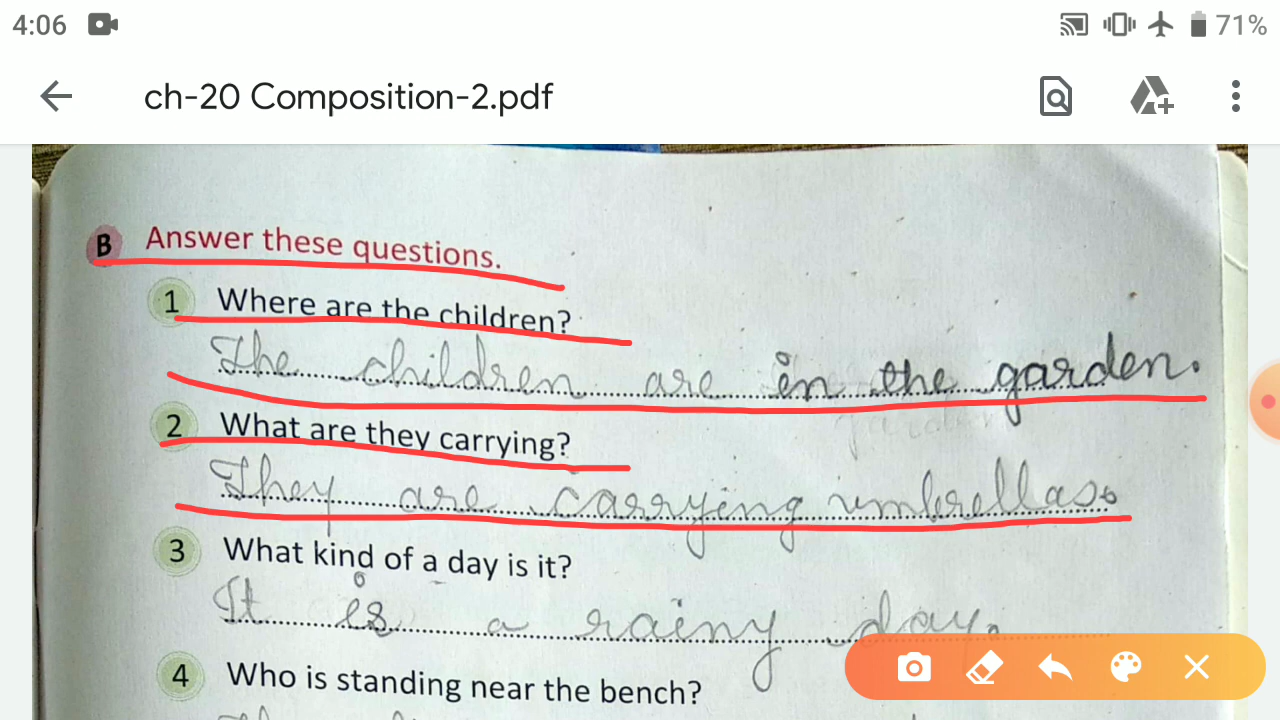 4:06 71%
ch-20 Composition-2.pdf
B Answer these questions.
1 Where are the children?
The children are in the garden.
2 What are they carrying?
They are carrying umbrellas.
3 What kind of a day is it?
It is a rainy day.
4 Who is standing near the bench?